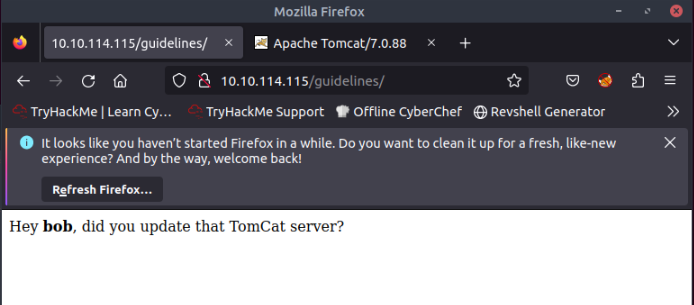 Mozilla Firefox
10.10.114.115/guidelines/
Apache Tomcat/7.0.88
10.10.114.115/guidelines/
TryHackMe | Learn Cy…
TryHackMe Support
Offline CyberChef
Revshell Generator
It looks like you haven't started Firefox in a while. Do you want to clean it up for a fresh, like-new
experience? And by the way, welcome back!
Refresh Firefox…
Hey bob, did you update that TomCat server?